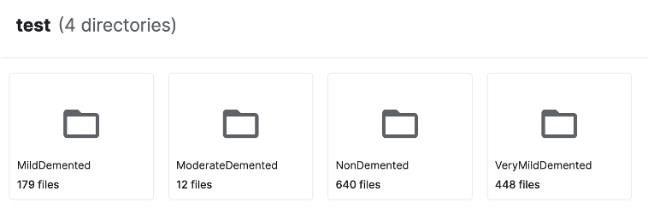 test (4 directories)
MildDemented
179 files
ModerateDemented
12 files
NonDemented
640 files
VeryMildDemented
448 files